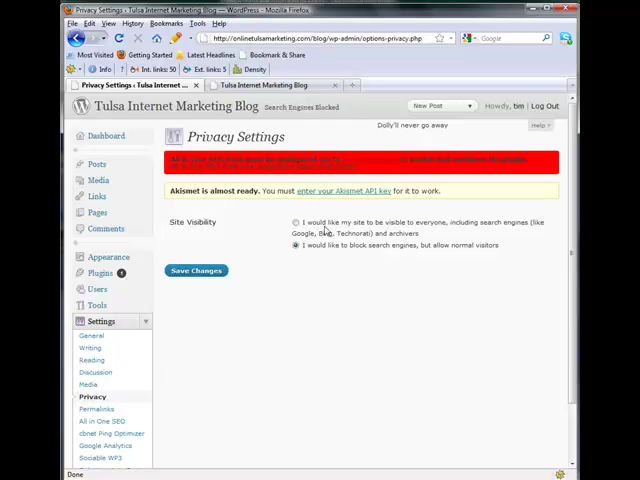 Privacy Settings ‹ Tulsa Internet Marketing Blog — WordPress - Mozilla Firefox
File Edit View History Bookmarks Tools Help
http://onlinetulsamarketing.com/blog/wp-admin/options-privacy.php
Google
Most Visited Getting Started Latest Headlines Bookmark & Share
Info Int. links: 50 Ext. links: 5 Density
Privacy Settings ‹ Tulsa Internet ... Tulsa Internet Marketing Blog
Tulsa Internet Marketing Blog Search Engines Blocked New Post Howdy, tim | Log Out
Dolly'll never go away Help
Dashboard
Privacy Settings
Posts
Media
Links
Pages
Comments
Akismet is almost ready. You must enter your Akismet API key for it to work.
Site Visibility
I would like my site to be visible to everyone, including search engines (like
Google, Bing, Technorati) and archivers
I would like to block search engines, but allow normal visitors
Save Changes
Appearance
Plugins 1
Users
Tools
Settings
General
Writing
Reading
Discussion
Media
Privacy
Permalinks
All in One SEO
cbnet Ping Optimizer
Google Analytics
Sociable WP3
Done